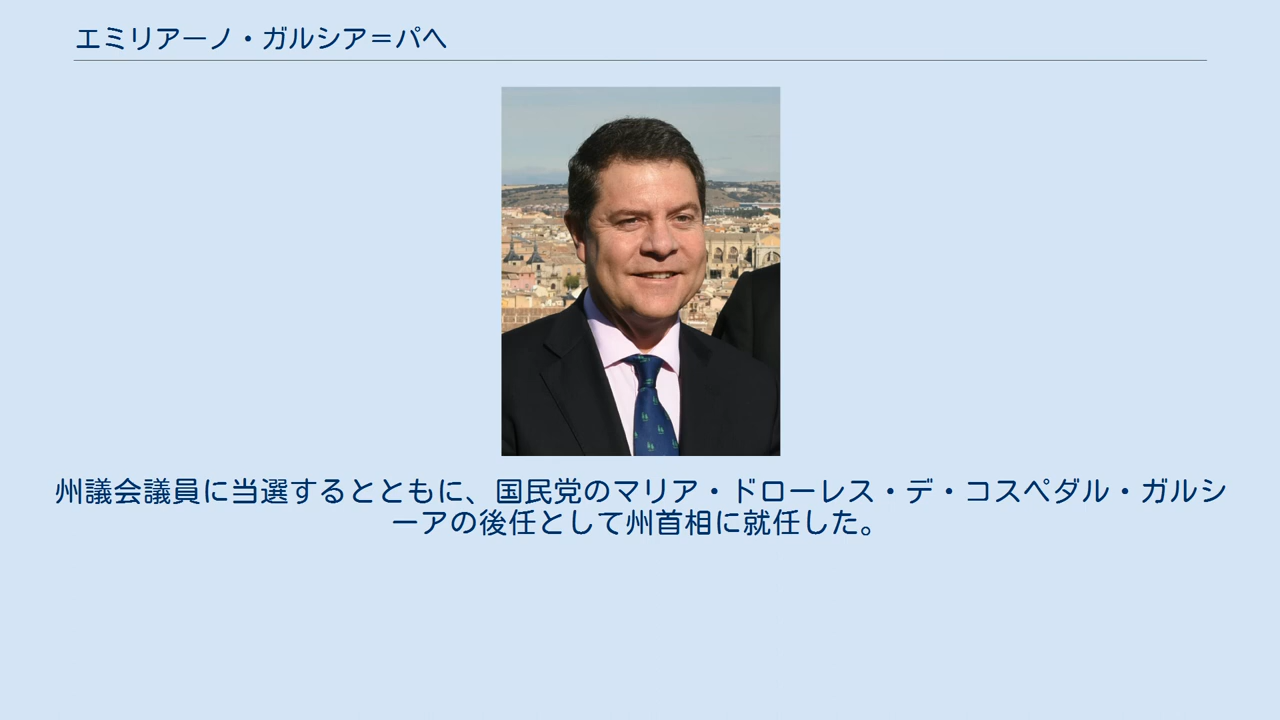 エミリアーノ・ガルシア＝パヘ
州議会議員に当選するとともに、国民党のマリア・ドローレス・デ・コスペダル・ガルシ
ーアの後任として州首相に就任した。